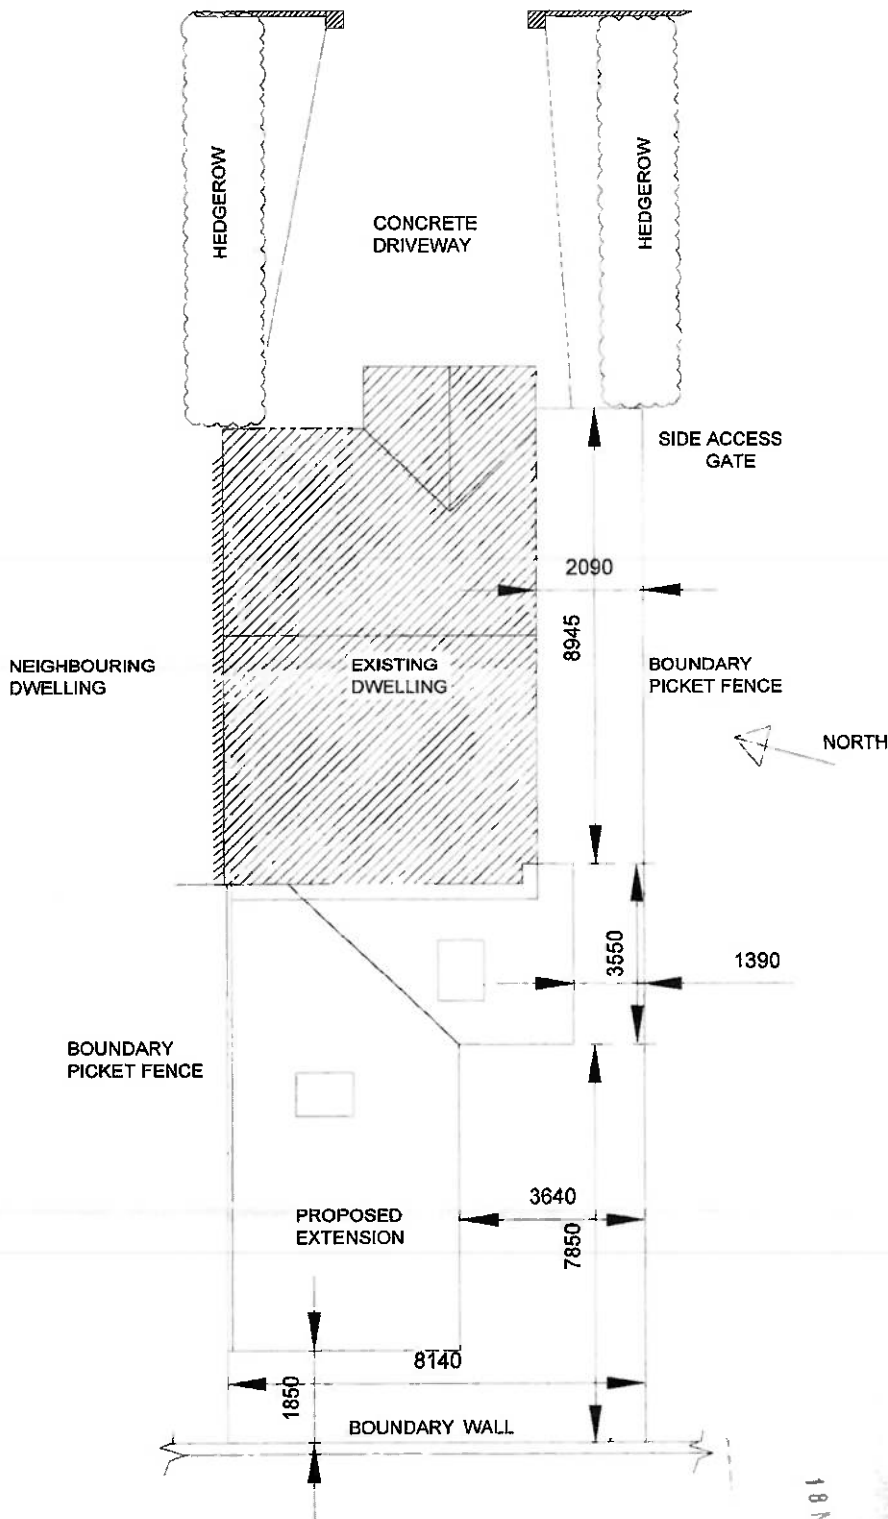 HEDGEROW
CONCRETE
DRIVEWAY
HEDGEROW
SIDE ACCESS
GATE
2090
8945
NEIGHBOURING
DWELLING
EXISTING
DWELLING
BOUNDARY
PICKET FENCE
NORTH
3550
1390
BOUNDARY
PICKET FENCE
3640
PROPOSED
EXTENSION
7850
8140
1850
BOUNDARY WALL
18